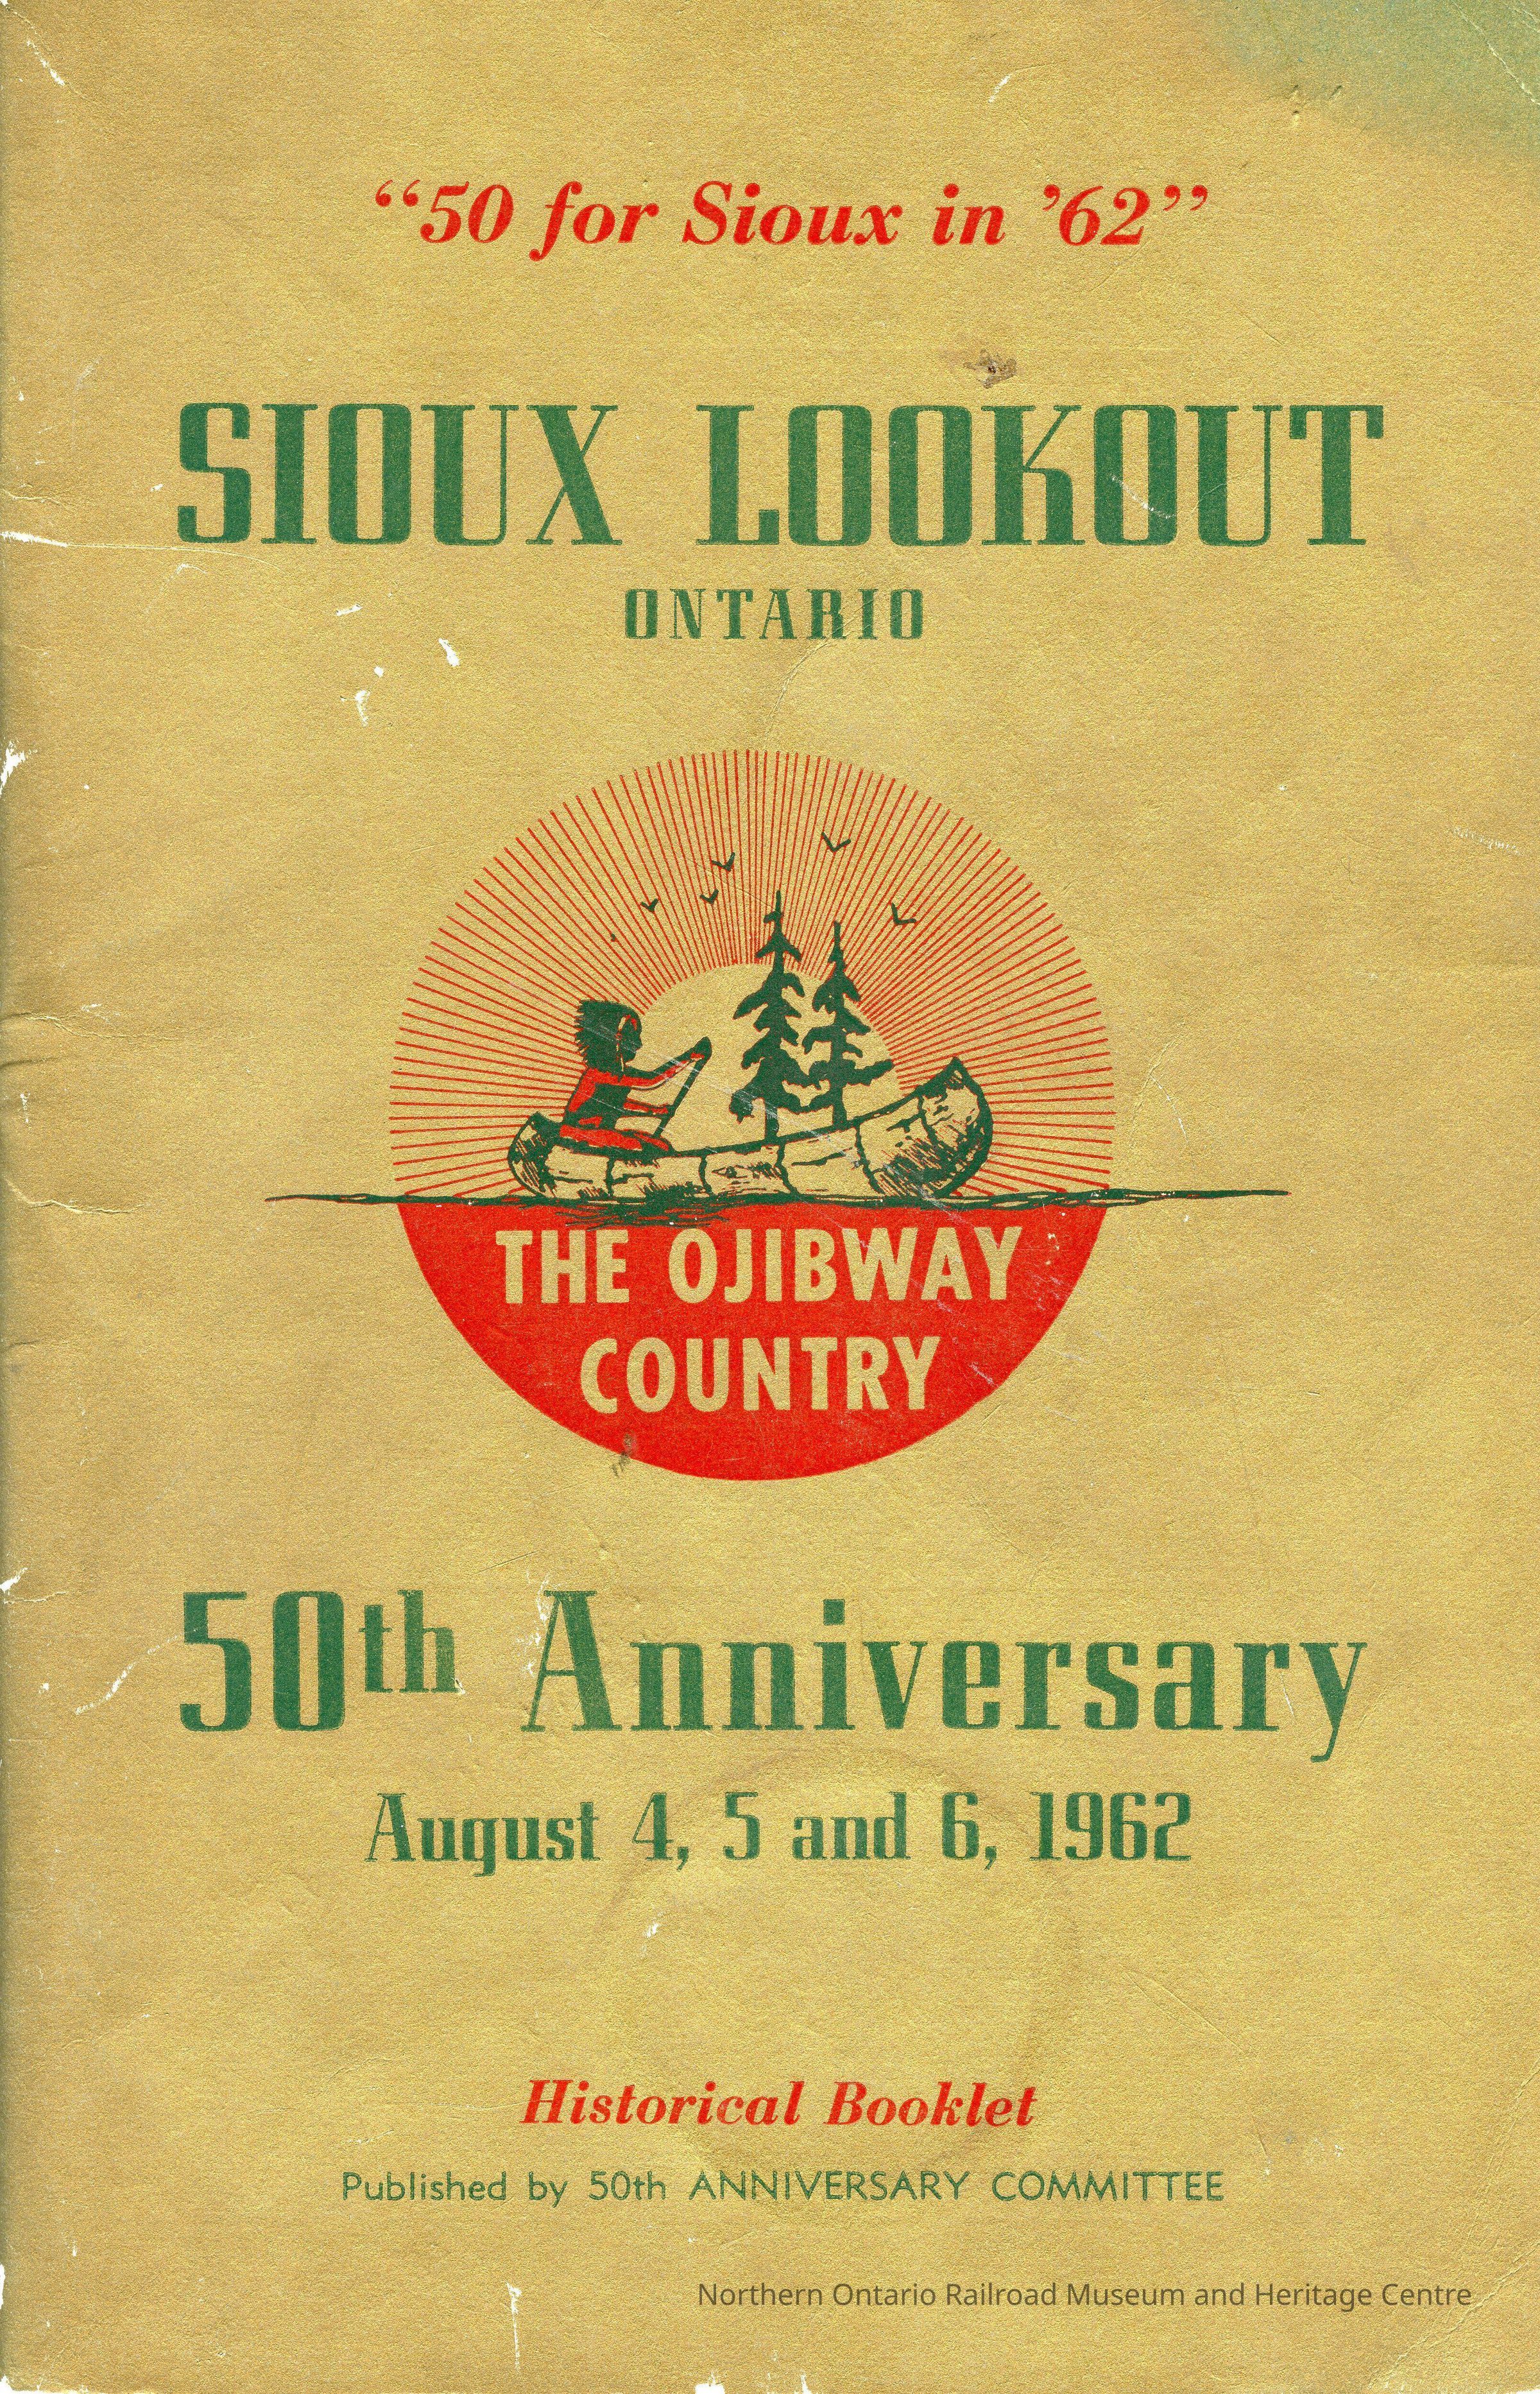 “50 for Sioux in ’62”
SIOUX LOOKOUT
ONTARIO
THE OJIBWAY
COUNTRY
50th Anniversary
August 4, 5 and 6, 1962
Historical Booklet
Published by 50th ANNIVERSARY COMMITTEE
Northern Ontario Railroad Museum and Heritage Centre